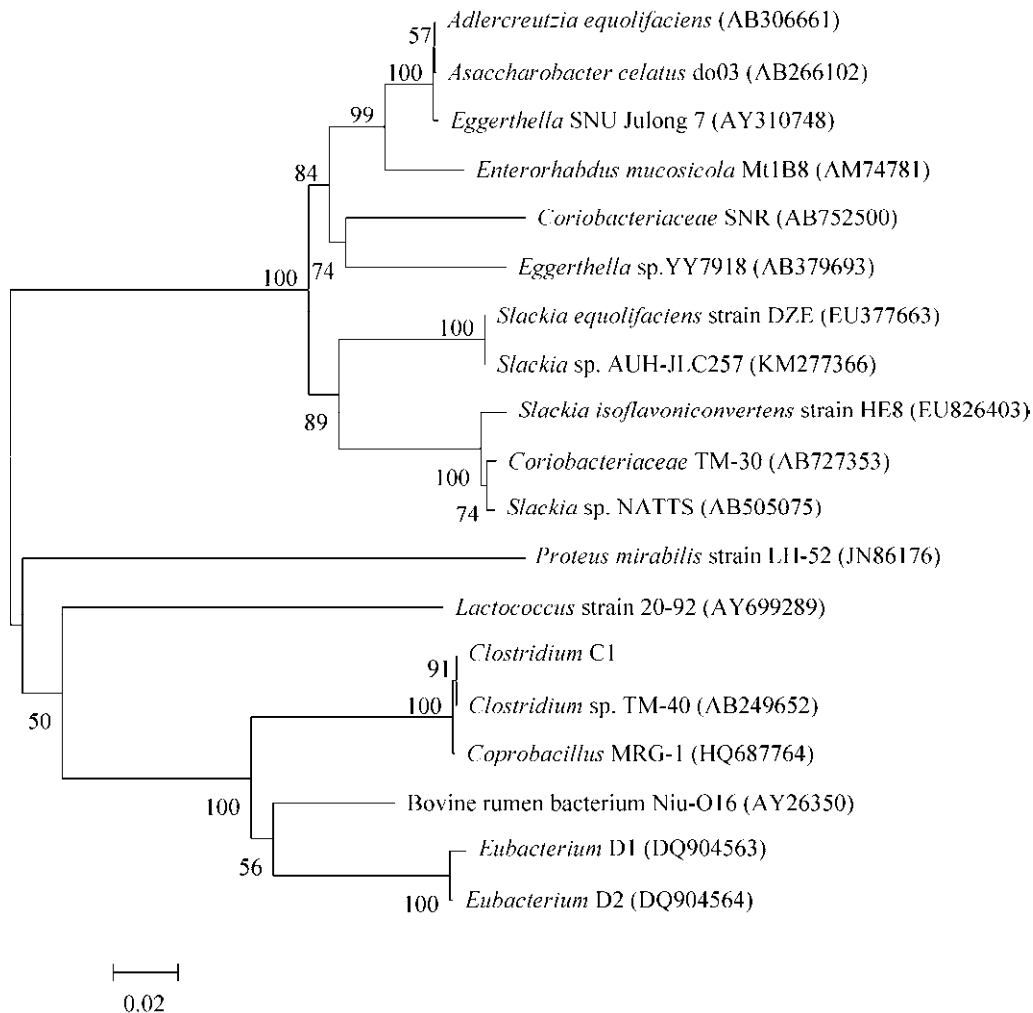 Adlercreutzia equolifaciens (AB306661)
57
Asaccharobacter celatus do03 (AB266102)
100
Eggerthella SNU Julong 7 (AY310748)
99
Enterorhabdus mucosicola Mt1B8 (AM74781)
84
Coriobacteriaceae SNR (AB752500)
74
Eggerthella sp.YY7918 (AB379693)
100
Slackia equolifaciens strain DZE (EU377663)
100
Slackia sp. AUH-JLC257 (KM277366)
Slackia isoflavoniconvertens strain HE8 (EU826403)
89
Coriobacteriaceae TM-30 (AB727353)
100
Slackia sp. NATTS (AB505075)
74
Proteus mirabilis strain LH-52 (JN86176)
Lactococcus strain 20-92 (AY699289)
Clostridium C1
91
Clostridium sp. TM-40 (AB249652)
100
50
Coprobacillus MRG-1 (HQ687764)
Bovine rumen bacterium Niu-O16 (AY26350)
100
Eubacterium D1 (DQ904563)
56
Eubacterium D2 (DQ904564)
100
0.02